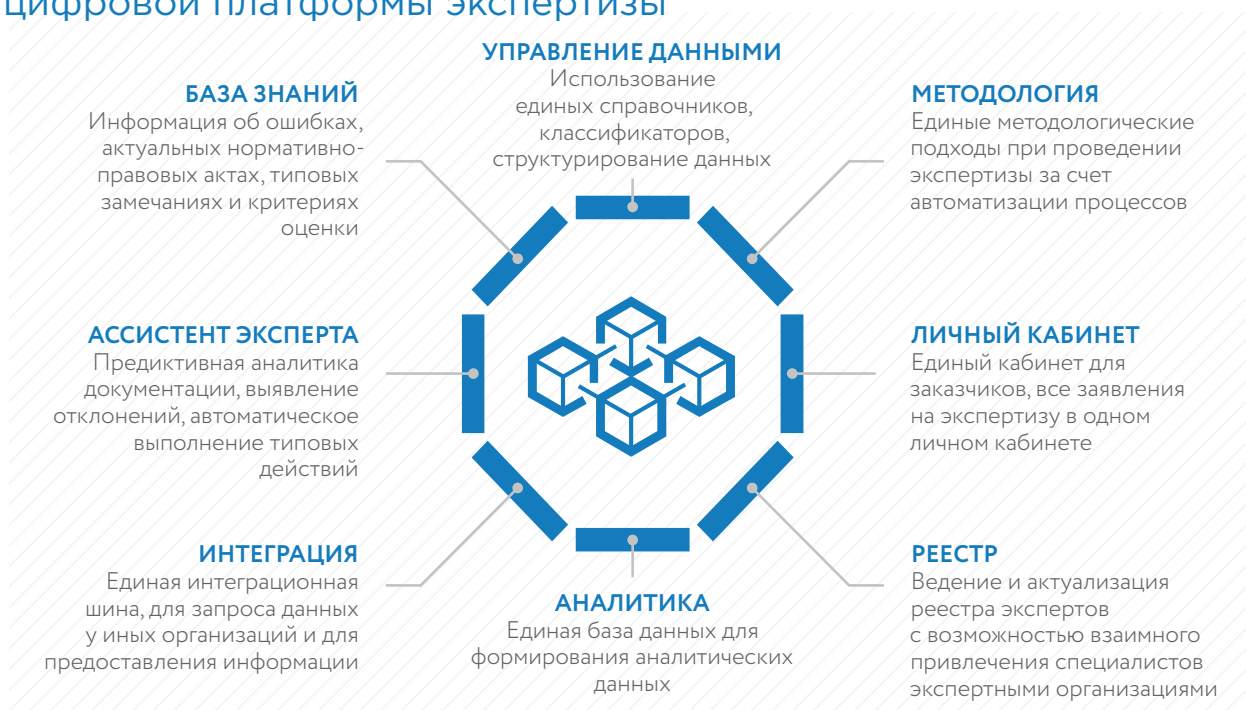 цифровой платформы экспертизы
УПРАВЛЕНИЕ ДАННЫМИ
Использование
единых справочников,
классификаторов,
структурирование данных
БАЗА ЗНАНИЙ
Информация об ошибках,
актуальных нормативно-
правовых актах, типовых
замечаниях и критериях
оценки
МЕТОДОЛОГИЯ
Единые методологические
подходы при проведении
экспертизы за счет
автоматизации процессов
АССИСТЕНТ ЭКСПЕРТА
Предиктивная аналитика
документации, выявление
отклонений, автоматическое
выполнение типовых
действий
ЛИЧНЫЙ КАБИНЕТ
Единый кабинет для
заказчиков, все заявления
на экспертизу в одном
личном кабинете
ИНТЕГРАЦИЯ
Единая интеграционная
шина, для запроса данных
у иных организаций и для
предоставления информации
АНАЛИТИКА
Единая база данных для
формирования аналитических
данных
РЕЕСТР
Ведение и актуализация
реестра экспертов
с возможностью взаимного
привлечения специалистов
экспертными организациями